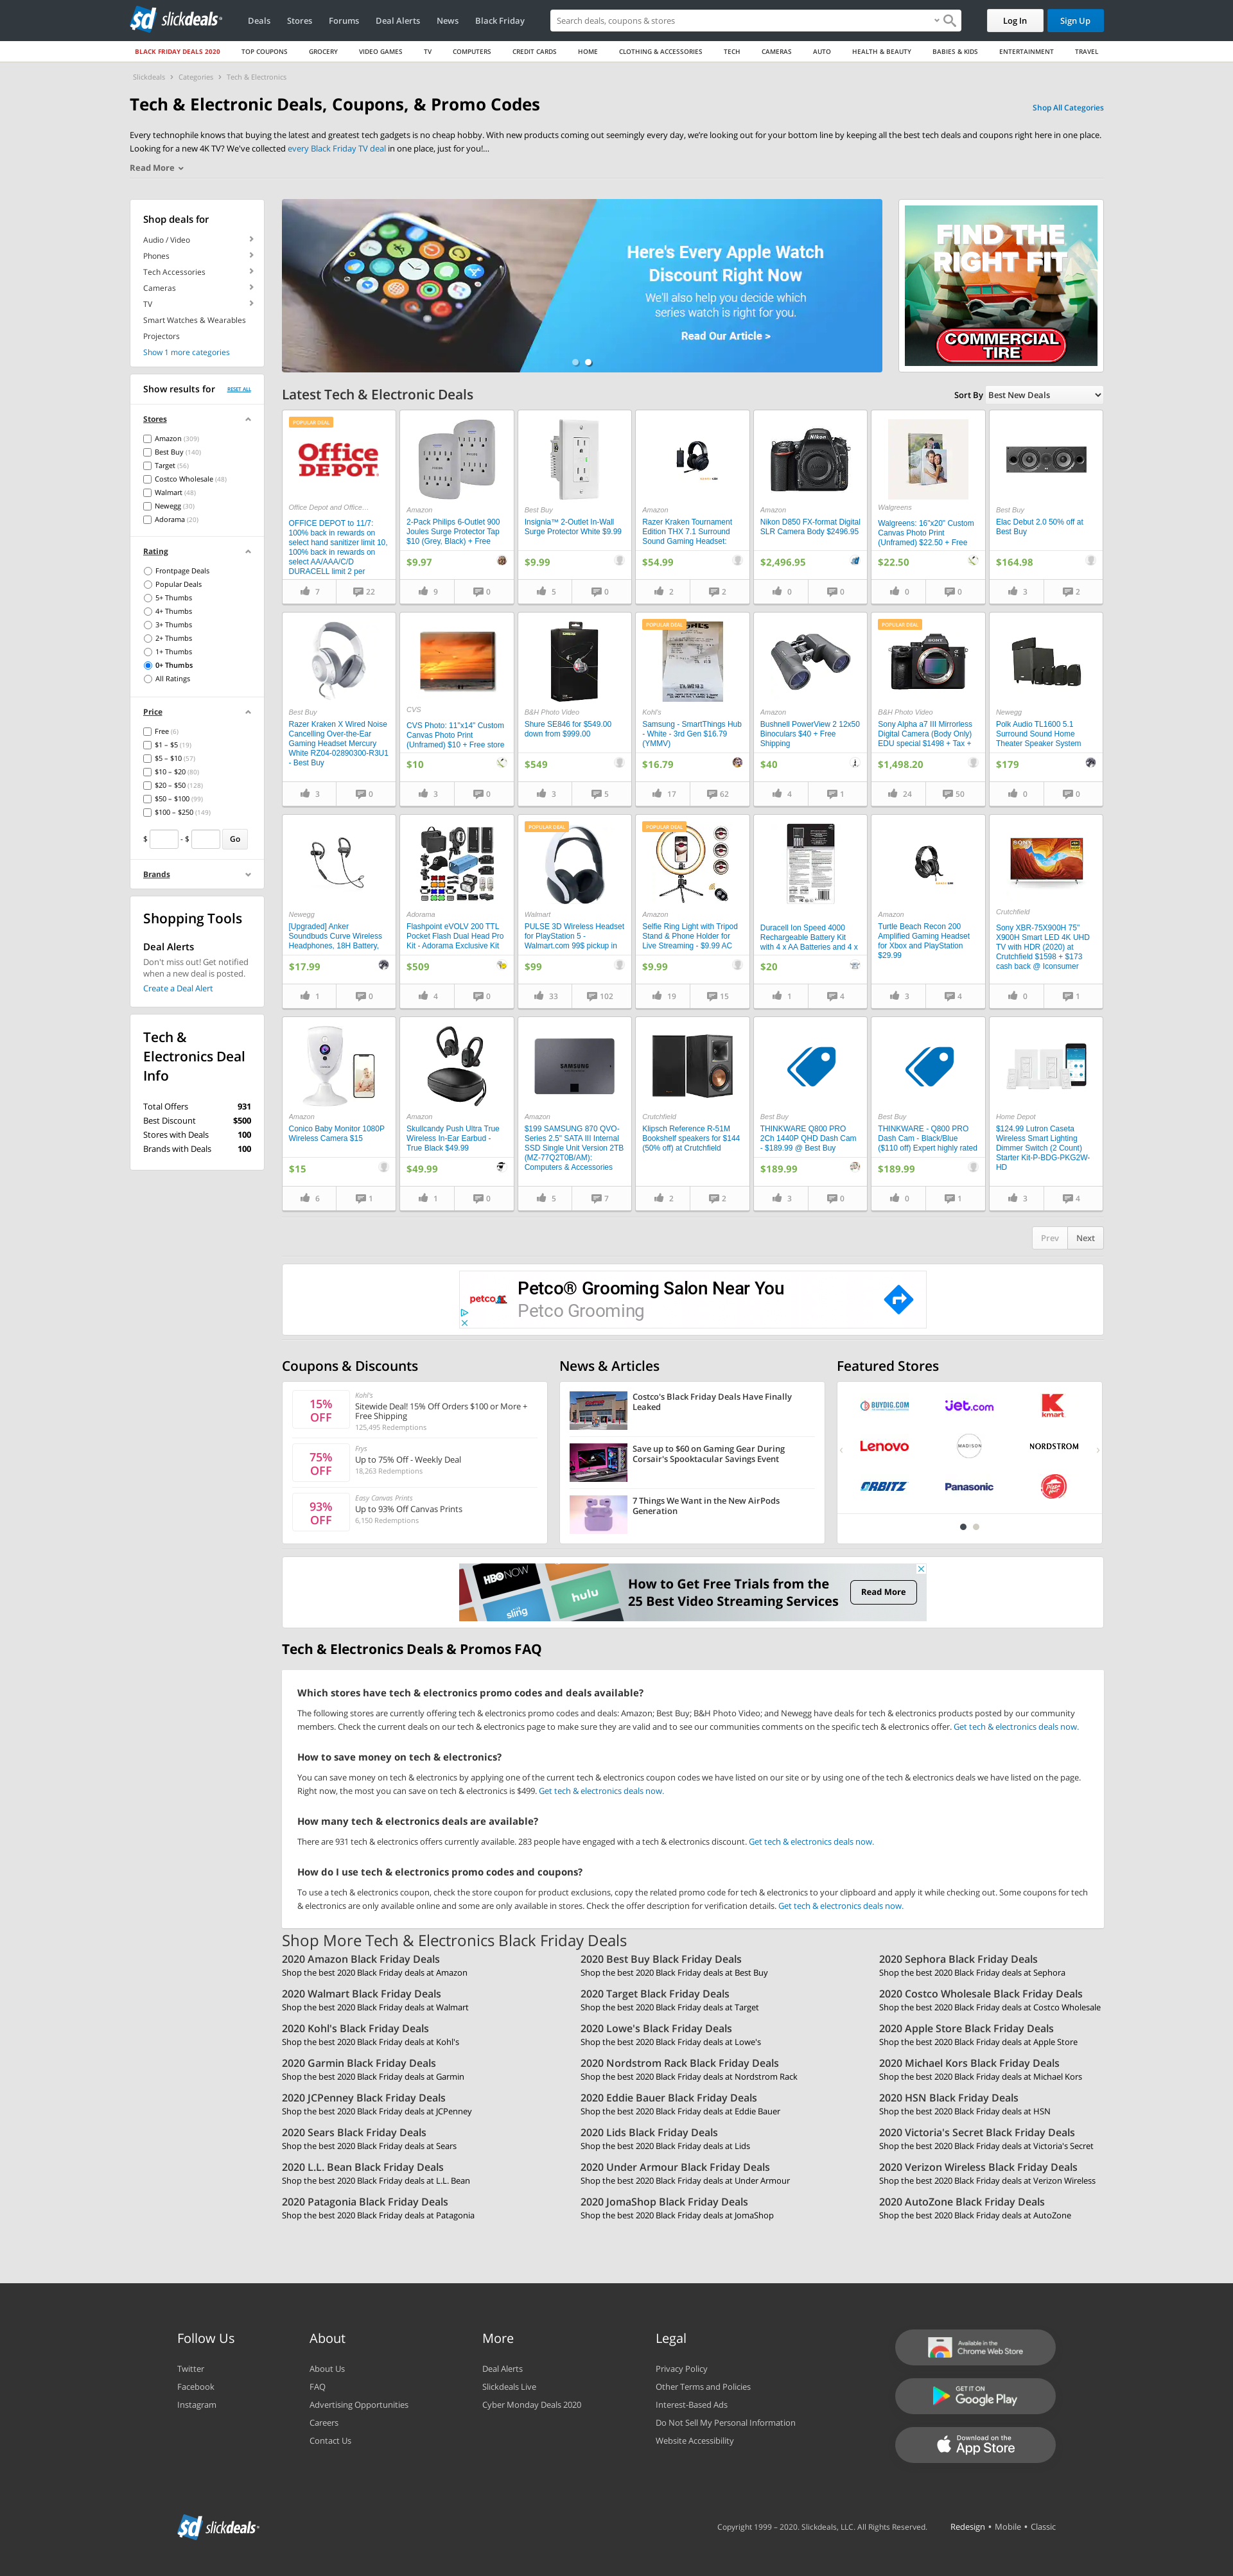 slickdeals
Deals
Stores
Forums
Deal Alerts
News
Black Friday
Search deals, coupons & stores
Log In
Sign Up
BLACK FRIDAY DEALS 2020
TOP COUPONS
GROCERY
VIDEO GAMES
TV
COMPUTERS
CREDIT CARDS
HOME
CLOTHING & ACCESSORIES
TECH
CAMERAS
AUTO
HEALTH & BEAUTY
BABIES & KIDS
ENTERTAINMENT
TRAVEL
Slickdeals > Categories > Tech & Electronics
Tech & Electronic Deals, Coupons, & Promo Codes
Shop All Categories
Every technophile knows that buying the latest and greatest tech gadgets is no cheap hobby. With new products coming out seemingly every day, we're looking out for your bottom line by keeping all the best tech deals and coupons right here in one place.
Looking for a new 4K TV? We've collected every Black Friday TV deal in one place, just for you!...
Read More
Shop deals for
Audio / Video
Phones
Tech Accessories
Cameras
TV
Smart Watches & Wearables
Projectors
Show 1 more categories
Here's Every Apple Watch
Discount Right Now
We'll also help you decide which
series watch is right for you.
Read Our Article >
FIND THE
RIGHT FIT
COMMERCIAL
TIRE
Show results for
RESET ALL
Stores
Amazon (309)
Best Buy (140)
Target (56)
Costco Wholesale (48)
Walmart (48)
Newegg (30)
Adorama (20)
Rating
Frontpage Deals
Popular Deals
5+ Thumbs
4+ Thumbs
3+ Thumbs
2+ Thumbs
1+ Thumbs
0+ Thumbs
All Ratings
Price
Free (6)
$1 – $5 (19)
$5 – $10 (57)
$10 – $20 (80)
$20 – $50 (128)
$50 – $100 (99)
$100 – $250 (149)
$ - $ Go
Brands
Shopping Tools
Deal Alerts
Don't miss out! Get notified
when a new deal is posted.
Create a Deal Alert
Tech &
Electronics Deal
Info
Total Offers 931
Best Discount $500
Stores with Deals 100
Brands with Deals 100
Latest Tech & Electronic Deals
Sort By Best New Deals
POPULAR DEAL
Office
DEPOT
Office Depot and Office...
OFFICE DEPOT to 11/7:
100% back in rewards on
select hand sanitizer limit 10,
100% back in rewards on
select AA/AAA/C/D
DURACELL limit 2 per
7 22
Amazon
2-Pack Philips 6-Outlet 900
Joules Surge Protector Tap
$10 (Grey, Black) + Free
$9.97
9 0
Best Buy
Insignia™ 2-Outlet In-Wall
Surge Protector White $9.99
$9.99
5 0
Amazon
Razer Kraken Tournament
Edition THX 7.1 Surround
Sound Gaming Headset:
$54.99
2 2
Nikon
Amazon
Nikon D850 FX-format Digital
SLR Camera Body $2496.95
$2,496.95
0 0
Walgreens
Walgreens: 16"x20" Custom
Canvas Photo Print
(Unframed) $22.50 + Free
$22.50
0 0
Best Buy
Elac Debut 2.0 50% off at
Best Buy
$164.98
3 2
Best Buy
Razer Kraken X Wired Noise
Cancelling Over-the-Ear
Gaming Headset Mercury
White RZ04-02890300-R3U1
- Best Buy
3 0
CVS
CVS Photo: 11"x14" Custom
Canvas Photo Print
(Unframed) $10 + Free store
$10
3 0
B&H Photo Video
Shure SE846 for $549.00
down from $999.00
$549
3 5
POPULAR DEAL
KOHL'S
Kohl's
Samsung - SmartThings Hub
- White - 3rd Gen $16.79
(YMMV)
$16.79
17 62
Amazon
Bushnell PowerView 2 12x50
Binoculars $40 + Free
Shipping
$40
4 1
POPULAR DEAL
SONY
B&H Photo Video
Sony Alpha a7 III Mirrorless
Digital Camera (Body Only)
EDU special $1498 + Tax +
$1,498.20
24 50
Newegg
Polk Audio TL1600 5.1
Surround Sound Home
Theater Speaker System
$179
0 0
Newegg
[Upgraded] Anker
Soundbuds Curve Wireless
Headphones, 18H Battery,
$17.99
1 0
Adorama
Flashpoint eVOLV 200 TTL
Pocket Flash Dual Head Pro
Kit - Adorama Exclusive Kit
$509
4 0
POPULAR DEAL
Walmart
PULSE 3D Wireless Headset
for PlayStation 5 -
Walmart.com 99$ pickup in
$99
33 102
POPULAR DEAL
Amazon
Selfie Ring Light with Tripod
Stand & Phone Holder for
Live Streaming - $9.99 AC
$9.99
19 15
Duracell Ion Speed 4000
Rechargeable Battery Kit
with 4 x AA Batteries and 4 x
$20
1 4
Amazon
Turtle Beach Recon 200
Amplified Gaming Headset
for Xbox and PlayStation
$29.99
3 4
SONY
Crutchfield
Sony XBR-75X900H 75"
X900H Smart LED 4K UHD
TV with HDR (2020) at
Crutchfield $1598 + $173
cash back @ Iconsumer
0 1
Amazon
Conico Baby Monitor 1080P
Wireless Camera $15
$15
6 1
Amazon
Skullcandy Push Ultra True
Wireless In-Ear Earbud -
True Black $49.99
$49.99
1 0
SAMSUNG
Amazon
$199 SAMSUNG 870 QVO-
Series 2.5" SATA III Internal
SSD Single Unit Version 2TB
(MZ-77Q2T0B/AM):
Computers & Accessories
5 7
Crutchfield
Klipsch Reference R-51M
Bookshelf speakers for $144
(50% off) at Crutchfield
2 2
Best Buy
THINKWARE Q800 PRO
2Ch 1440P QHD Dash Cam
- $189.99 @ Best Buy
$189.99
3 0
Best Buy
THINKWARE - Q800 PRO
Dash Cam - Black/Blue
($110 off) Expert highly rated
$189.99
0 1
Home Depot
$124.99 Lutron Caseta
Wireless Smart Lighting
Dimmer Switch (2 Count)
Starter Kit-P-BDG-PKG2W-
HD
3 4
Prev Next
petco
Petco® Grooming Salon Near You
Petco Grooming
Coupons & Discounts
15%
OFF
Kohl's
Sitewide Deal! 15% Off Orders $100 or More +
Free Shipping
125,495 Redemptions
75%
OFF
Frys
Up to 75% Off - Weekly Deal
18,263 Redemptions
93%
OFF
Easy Canvas Prints
Up to 93% Off Canvas Prints
6,150 Redemptions
News & Articles
Costco's Black Friday Deals Have Finally
Leaked
Save up to $60 on Gaming Gear During
Corsair's Spooktacular Savings Event
7 Things We Want in the New AirPods
Generation
Featured Stores
BUYDIG.COM
Jet.com
kmart
Lenovo
MADISON
NORDSTROM
ORBITZ
Panasonic
Pizza Hut
HBO NOW
sling
hulu
How to Get Free Trials from the
25 Best Video Streaming Services
Read More
Tech & Electronics Deals & Promos FAQ
Which stores have tech & electronics promo codes and deals available?
The following stores are currently offering tech & electronics promo codes and deals: Amazon; Best Buy; B&H Photo Video; and Newegg have deals for tech & electronics products posted by our community
members. Check the current deals on our tech & electronics page to make sure they are valid and to see our communities comments on the specific tech & electronics offer. Get tech & electronics deals now.
How to save money on tech & electronics?
You can save money on tech & electronics by applying one of the current tech & electronics coupon codes we have listed on our site or by using one of the tech & electronics deals we have listed on the page.
Right now, the most you can save on tech & electronics is $499. Get tech & electronics deals now.
How many tech & electronics deals are available?
There are 931 tech & electronics offers currently available. 283 people have engaged with a tech & electronics discount. Get tech & electronics deals now.
How do I use tech & electronics promo codes and coupons?
To use a tech & electronics coupon, check the store coupon for product exclusions, copy the related promo code for tech & electronics to your clipboard and apply it while checking out. Some coupons for tech
& electronics are only available online and some are only available in stores. Check the offer description for verification details. Get tech & electronics deals now.
Shop More Tech & Electronics Black Friday Deals
2020 Amazon Black Friday Deals
Shop the best 2020 Black Friday deals at Amazon
2020 Best Buy Black Friday Deals
Shop the best 2020 Black Friday deals at Best Buy
2020 Sephora Black Friday Deals
Shop the best 2020 Black Friday deals at Sephora
2020 Walmart Black Friday Deals
Shop the best 2020 Black Friday deals at Walmart
2020 Target Black Friday Deals
Shop the best 2020 Black Friday deals at Target
2020 Costco Wholesale Black Friday Deals
Shop the best 2020 Black Friday deals at Costco Wholesale
2020 Kohl's Black Friday Deals
Shop the best 2020 Black Friday deals at Kohl's
2020 Lowe's Black Friday Deals
Shop the best 2020 Black Friday deals at Lowe's
2020 Apple Store Black Friday Deals
Shop the best 2020 Black Friday deals at Apple Store
2020 Garmin Black Friday Deals
Shop the best 2020 Black Friday deals at Garmin
2020 Nordstrom Rack Black Friday Deals
Shop the best 2020 Black Friday deals at Nordstrom Rack
2020 Michael Kors Black Friday Deals
Shop the best 2020 Black Friday deals at Michael Kors
2020 JCPenney Black Friday Deals
Shop the best 2020 Black Friday deals at JCPenney
2020 Eddie Bauer Black Friday Deals
Shop the best 2020 Black Friday deals at Eddie Bauer
2020 HSN Black Friday Deals
Shop the best 2020 Black Friday deals at HSN
2020 Sears Black Friday Deals
Shop the best 2020 Black Friday deals at Sears
2020 Lids Black Friday Deals
Shop the best 2020 Black Friday deals at Lids
2020 Victoria's Secret Black Friday Deals
Shop the best 2020 Black Friday deals at Victoria's Secret
2020 L.L. Bean Black Friday Deals
Shop the best 2020 Black Friday deals at L.L. Bean
2020 Under Armour Black Friday Deals
Shop the best 2020 Black Friday deals at Under Armour
2020 Verizon Wireless Black Friday Deals
Shop the best 2020 Black Friday deals at Verizon Wireless
2020 Patagonia Black Friday Deals
Shop the best 2020 Black Friday deals at Patagonia
2020 JomaShop Black Friday Deals
Shop the best 2020 Black Friday deals at JomaShop
2020 AutoZone Black Friday Deals
Shop the best 2020 Black Friday deals at AutoZone
Follow Us
Twitter
Facebook
Instagram
About
About Us
FAQ
Advertising Opportunities
Careers
Contact Us
More
Deal Alerts
Slickdeals Live
Cyber Monday Deals 2020
Legal
Privacy Policy
Other Terms and Policies
Interest-Based Ads
Do Not Sell My Personal Information
Website Accessibility
Available in the
Chrome Web Store
GET IT ON
Google Play
Download on the
App Store
slickdeals
Copyright 1999 – 2020. Slickdeals, LLC. All Rights Reserved.
Redesign • Mobile • Classic